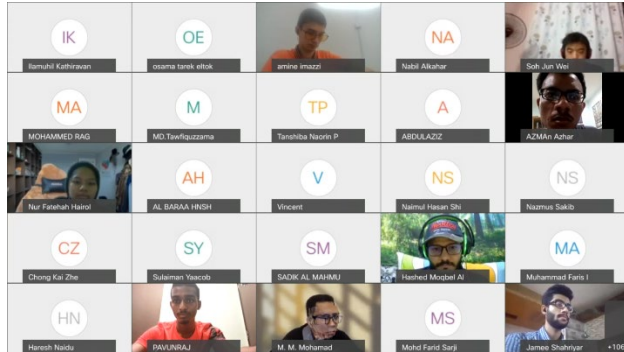 IK
Ilamuhil Kathiravan
OE
osama tarek eltok
amine imazzi
NA
Nabil Alkahar
Soh Jun Wei
MA
MOHAMMED RAG
M
MD.Tawfiquzzama
TP
Tanshiba Naorin P
A
ABDULAZIZ
AZMAn Azhar
Nur Fatehah Hairol
AH
AL BARAA HNSH
V
Vincent
NS
Naimul Hasan Shi
NS
Nazmus Sakib
CZ
Chong Kai Zhe
SY
Sulaiman Yaacob
SM
SADIK AL MAHMU
Hashed Moqbel Al
MA
Muhammad Faris I
HN
Haresh Naidu
PAVUNRAJ
M. M. Mohamad
MS
Mohd Farid Sarji
Jamee Shahriyar
+106